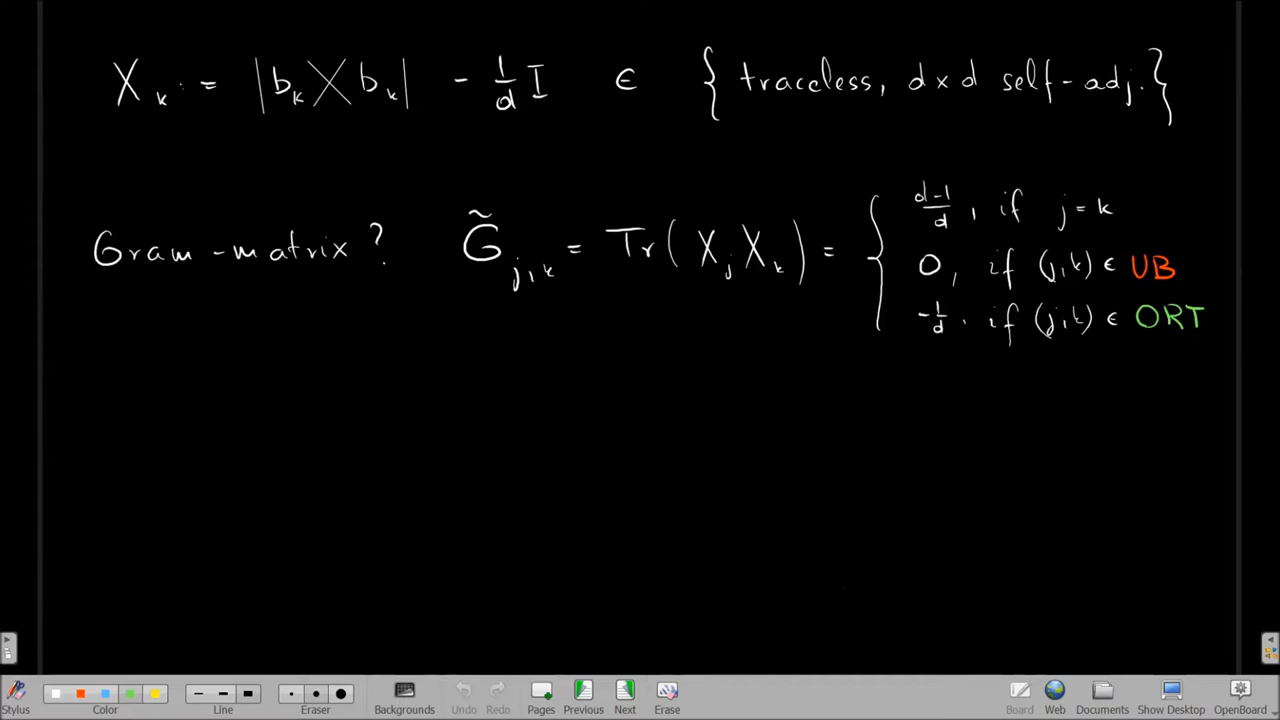 X_k := |b_k⟩⟨b_k| - 1/d I ∈ { traceless, d×d self-adj. }
Gram-matrix? G̃_{j,k} = Tr(X_j X_k) = { d-1/d, if j=k
0, if (j,k) ∈ UB
-1/d, if (j,k) ∈ ORT
Stylus Color Line Eraser Backgrounds Undo Redo Pages Previous Next Erase Board Web Documents Show Desktop OpenBoard